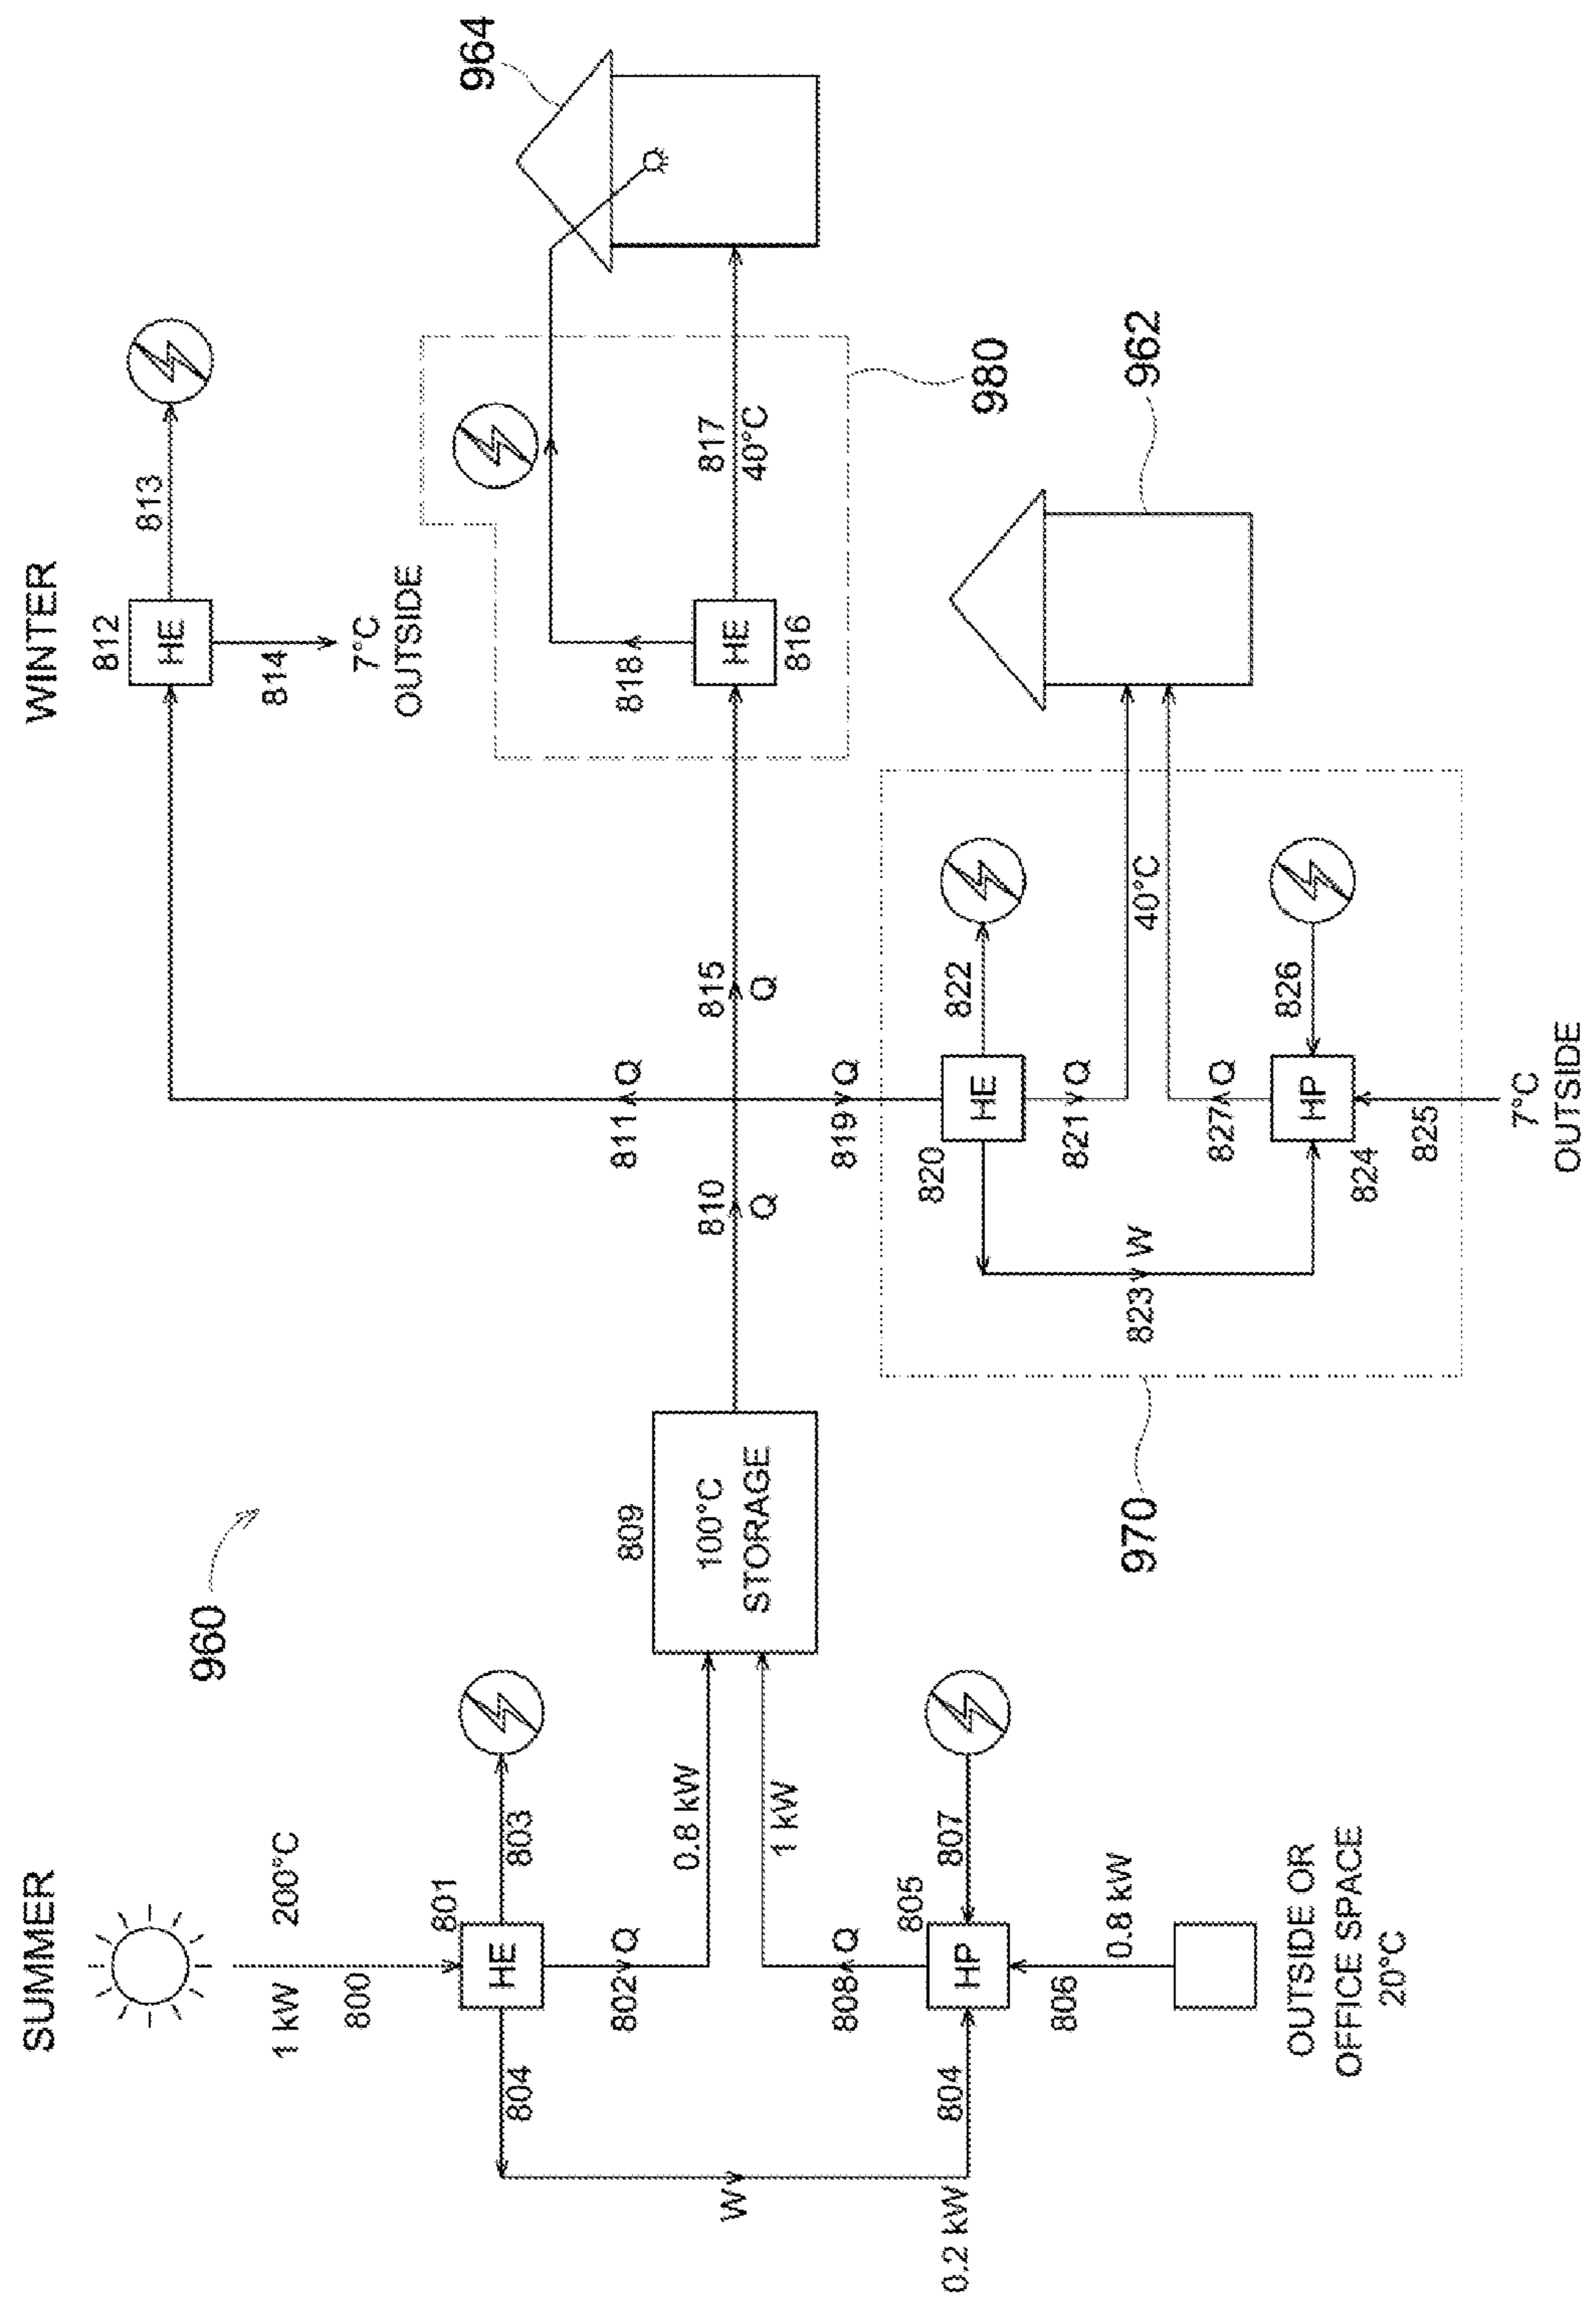 SUMMER
1 kW
200°C
800
801
HE
803
804
802
Q
0.8 kW
W
1 kW
808
Q
804
0.2 kW
805
HP
807
806
0.8 kW
OUTSIDE OR
OFFICE SPACE
20°C
960
809
100°C
STORAGE
810
Q
811
Q
815
Q
819
Q
WINTER
812
HE
813
814
7°C
OUTSIDE
818
HE
816
817
40°C
964
980
820
HE
822
821
Q
40°C
823
W
827
Q
HP
824
826
825
7°C
OUTSIDE
962
970